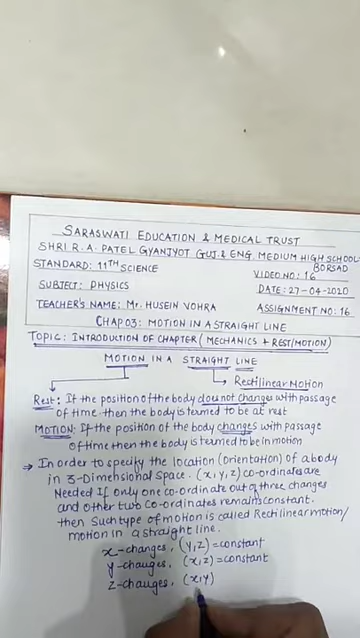 SARASWATI EDUCATION & MEDICAL TRUST
SHRI R. A. PATEL GYANJYOT GUJ. & ENG. MEDIUM HIGH SCHOOL-
BORSAD
STANDARD: 11TH SCIENCE
VIDEO NO: 16
SUBJECT: PHYSICS
DATE: 27-04-2020
TEACHER'S NAME: Mr. HUSEIN VOHRA
ASSIGNMENT NO: 16
CHAP 03: MOTION IN A STRAIGHT LINE
TOPIC: INTRODUCTION OF CHAPTER (MECHANICS + REST/MOTION)
MOTION IN A STRAIGHT LINE
Rectilinear Motion
Rest: If the position of the body does not changes with passage
of time then the body is termed to be at rest
MOTION: If the position of the body changes with passage
of time then the body is termed to be in motion
→ In order to specify the location (orientation) of a body
in 3-Dimensional Space. (x, y, z) co-ordinates are
Needed If only one co-ordinate out of three changes
and other two co-ordinates remains constant.
then Such type of motion is called Rectilinear motion/
motion in a straight line.
x-changes, (y, z) = constant
y-changes, (x, z) = constant
z-changes, (x, y)